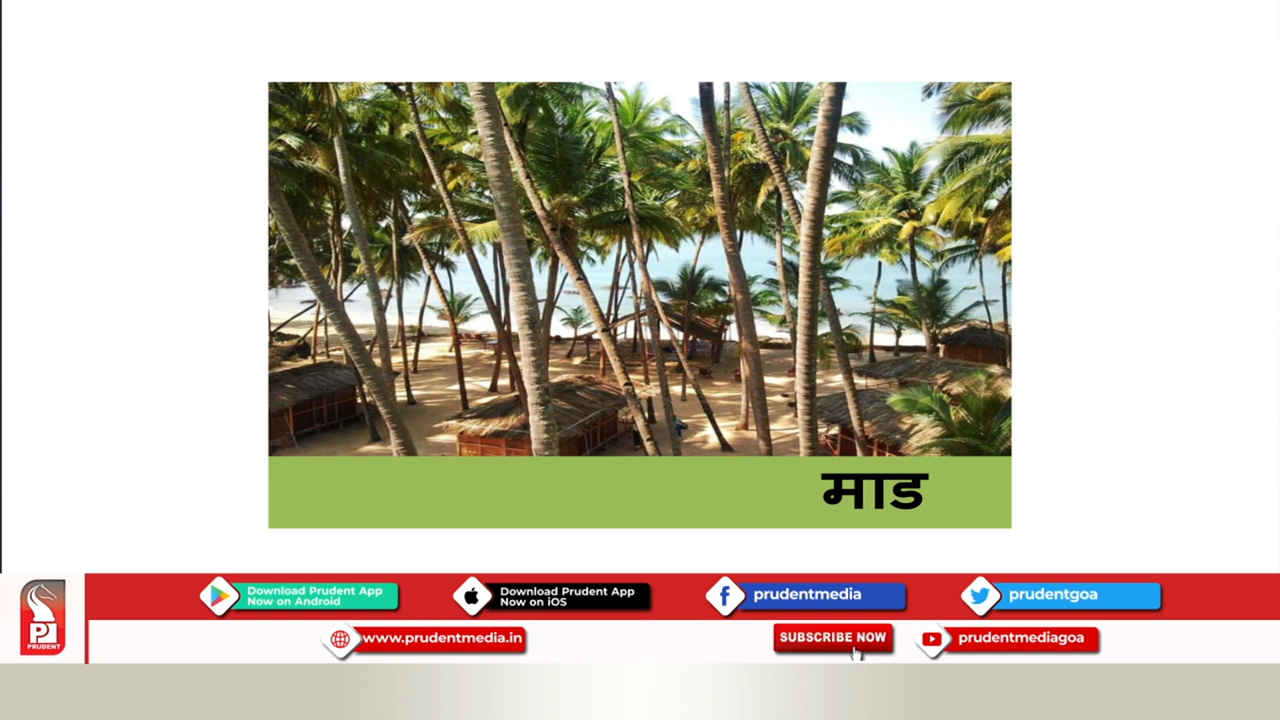 माड
Download Prudent App
Now on Android
Download Prudent App
Now on iOS
prudentmedia
prudentgoa
PRUDENT
www.prudentmedia.in
SUBSCRIBE NOW
prudentmediagoa